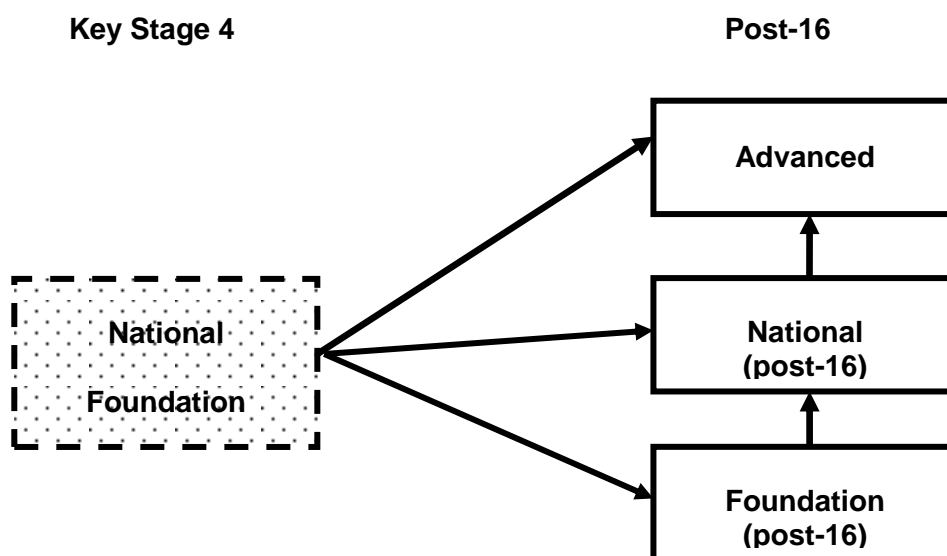 Key Stage 4
Post-16
Advanced
National
Foundation
National
(post-16)
Foundation
(post-16)